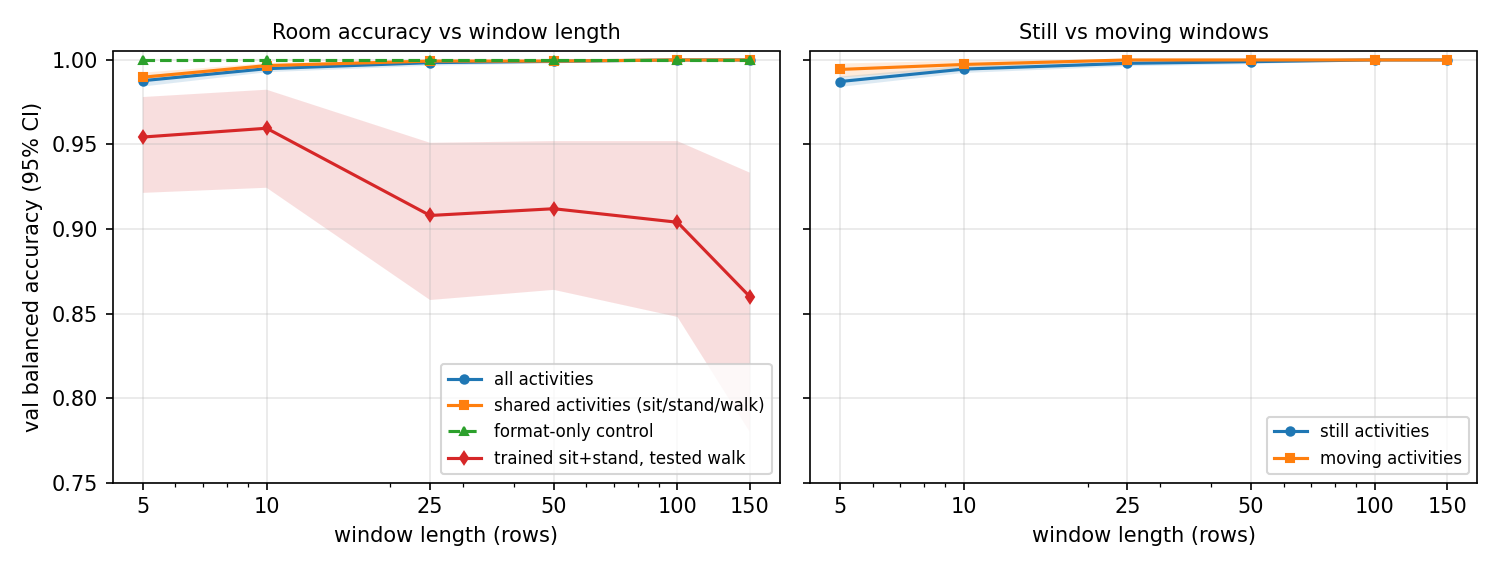 Room accuracy vs window length
Still vs moving windows
val balanced accuracy (95% CI)
1.00
0.95
0.90
0.85
0.80
0.75
all activities
shared activities (sit/stand/walk)
format-only control
trained sit+stand, tested walk
5 10 25 50 100 150
window length (rows)
still activities
moving activities
5 10 25 50 100 150
window length (rows)